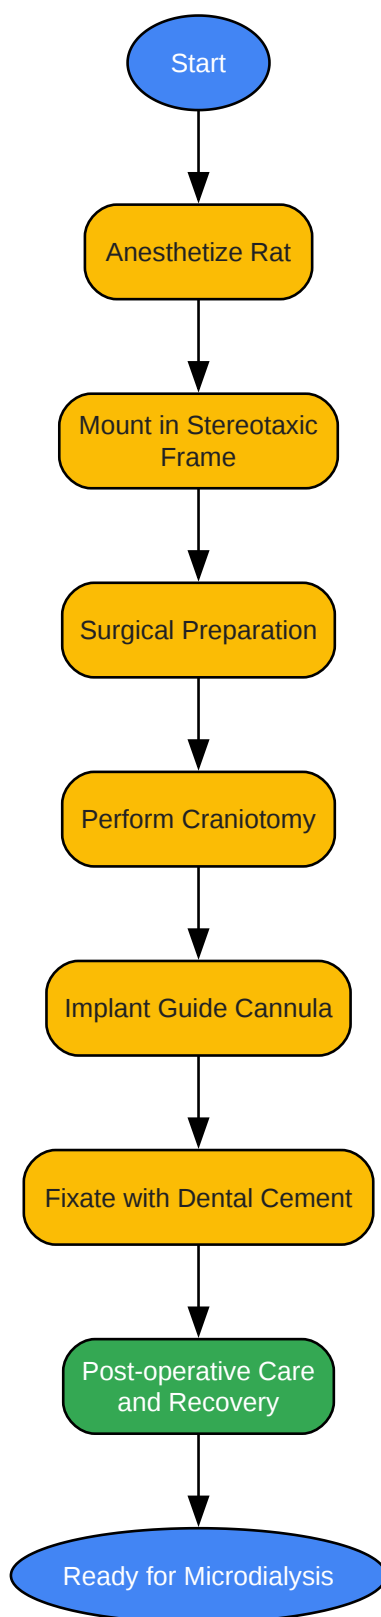 Start
Anesthetize Rat
Mount in Stereotaxic
Frame
Surgical Preparation
Perform Craniotomy
Implant Guide Cannula
Fixate with Dental Cement
Post-operative Care
and Recovery
Ready for Microdialysis